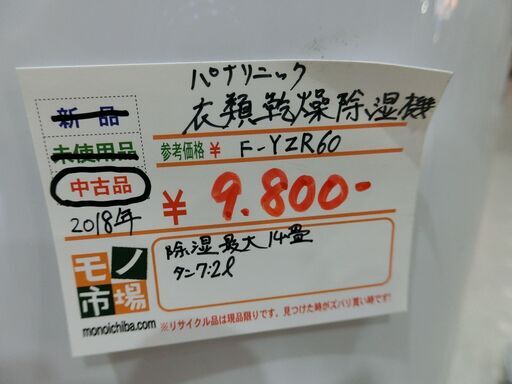 パナソニック
衣類乾燥除湿機
新品
未使用品
中古品
参考価格 ¥ F-YZR60
2018年
¥ 9.800-
除湿最大14畳
タンク:2ℓ
モノ市場
monoichiba.com
※リサイクル品は現品限りです。見つけた時がズバリ買い時です!